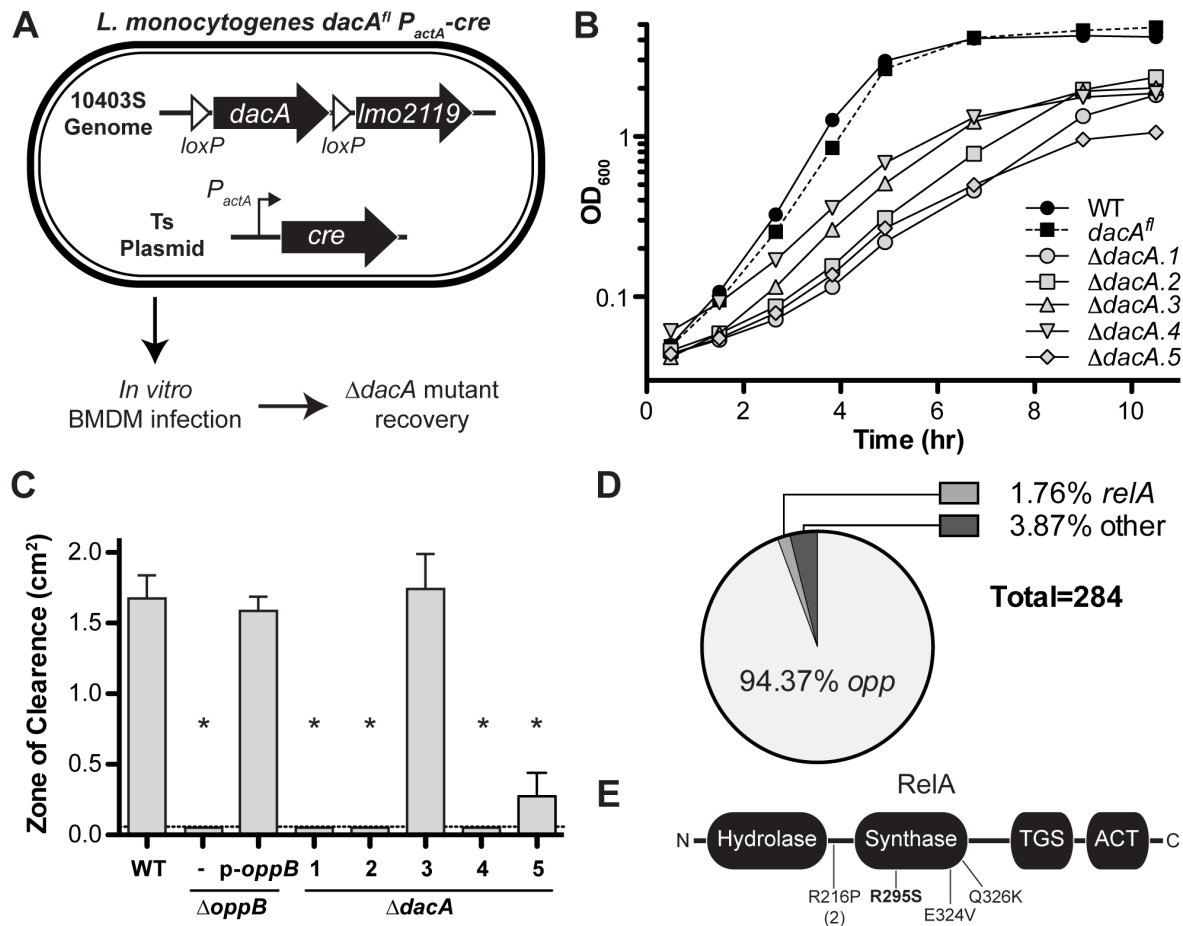 A
L. monocytogenes dacAfl PactA-cre
10403S
Genome
dacA
lmo2119
loxP
loxP
PactA
Ts
Plasmid
cre
In vitro
BMDM infection
ΔdacA mutant
recovery
B
OD600
1
0.1
0
2
4
6
8
10
Time (hr)
WT
dacAfl
ΔdacA.1
ΔdacA.2
ΔdacA.3
ΔdacA.4
ΔdacA.5
C
Zone of Clearence (cm²)
2.0
1.5
1.0
0.5
0.0
* * * * *
WT - p-oppB 1 2 3 4 5
ΔoppB ΔdacA
D
1.76% relA
3.87% other
Total=284
94.37% opp
E
RelA
N Hydrolase Synthase TGS ACT C
R216P
(2)
R295S
E324V
Q326K